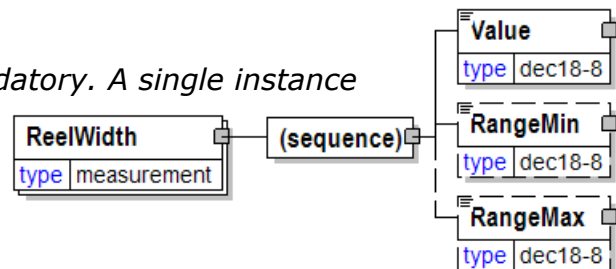 Value
type dec18-8
datory. A single instance
RangeMin
type dec18-8
ReelWidth
type measurement
(sequence)
RangeMax
type dec18-8